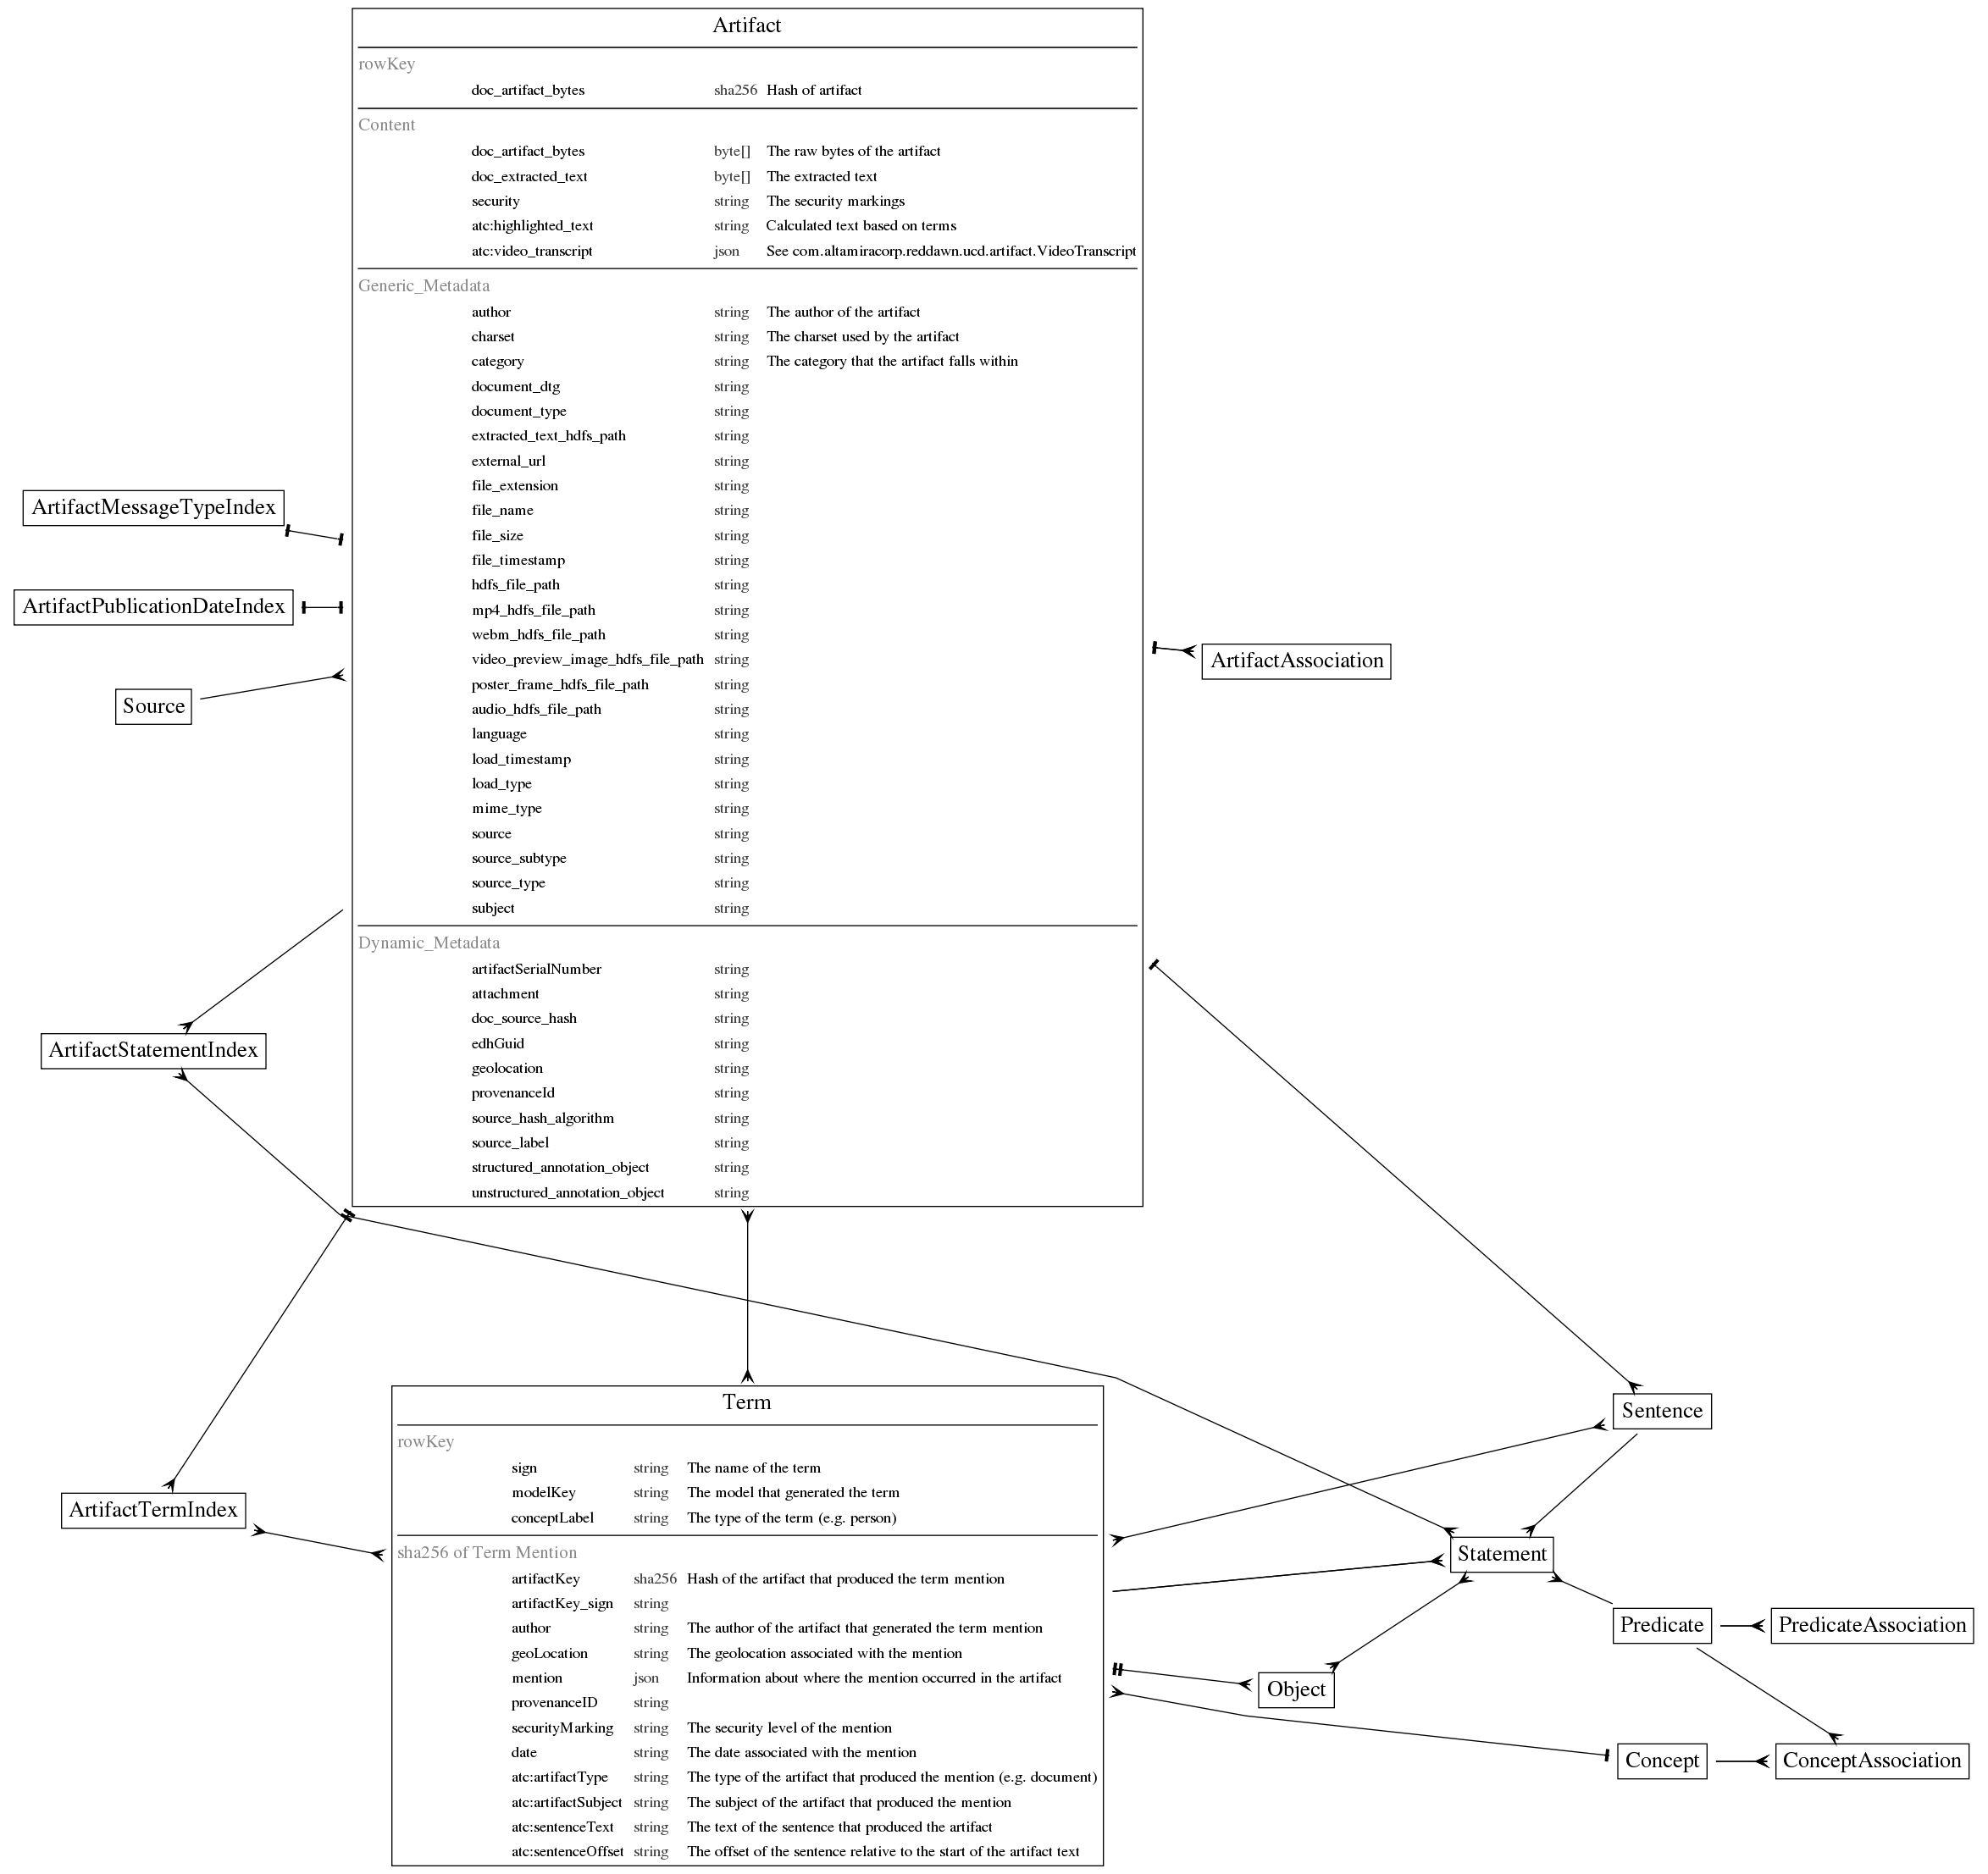 Artifact
rowKey
doc_artifact_bytes sha256 Hash of artifact
Content
doc_artifact_bytes byte[] The raw bytes of the artifact
doc_extracted_text byte[] The extracted text
security string The security markings
atc:highlighted_text string Calculated text based on terms
atc:video_transcript json See com.altamiracorp.reddawn.ucd.artifact.VideoTranscript
Generic_Metadata
author string The author of the artifact
charset string The charset used by the artifact
category string The category that the artifact falls within
document_dtg string
document_type string
extracted_text_hdfs_path string
external_url string
file_extension string
file_name string
file_size string
file_timestamp string
hdfs_file_path string
mp4_hdfs_file_path string
webm_hdfs_file_path string
video_preview_image_hdfs_file_path string
poster_frame_hdfs_file_path string
audio_hdfs_file_path string
language string
load_timestamp string
load_type string
mime_type string
source string
source_subtype string
source_type string
subject string
Dynamic_Metadata
artifactSerialNumber string
attachment string
doc_source_hash string
edhGuid string
geolocation string
provenanceId string
source_hash_algorithm string
source_label string
structured_annotation_object string
unstructured_annotation_object string
ArtifactMessageTypeIndex
ArtifactPublicationDateIndex
Source
ArtifactAssociation
ArtifactStatementIndex
ArtifactTermIndex
Term
rowKey
sign string The name of the term
modelKey string The model that generated the term
conceptLabel string The type of the term (e.g. person)
sha256 of Term Mention
artifactKey sha256 Hash of the artifact that produced the term mention
artifactKey_sign string
author string The author of the artifact that generated the term mention
geoLocation string The geolocation associated with the mention
mention json Information about where the mention occurred in the artifact
provenanceID string
securityMarking string The security level of the mention
date string The date associated with the mention
atc:artifactType string The type of the artifact that produced the mention (e.g. document)
atc:artifactSubject string The subject of the artifact that produced the mention
atc:sentenceText string The text of the sentence that produced the artifact
atc:sentenceOffset string The offset of the sentence relative to the start of the artifact text
Sentence
Statement
Predicate
PredicateAssociation
Object
Concept
ConceptAssociation